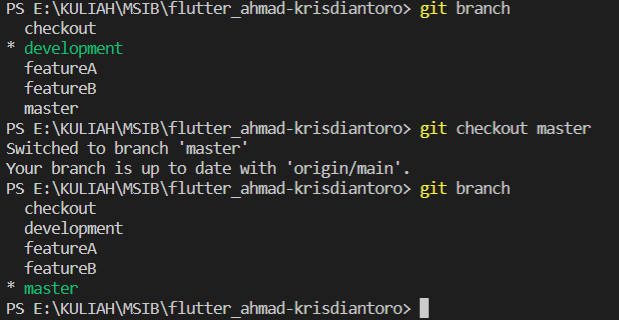 PS E:\KULIAH\MSIB\flutter_ahmad-krisdiantoro> git branch
  checkout
* development
  featureA
  featureB
  master
PS E:\KULIAH\MSIB\flutter_ahmad-krisdiantoro> git checkout master
Switched to branch 'master'
Your branch is up to date with 'origin/main'.
PS E:\KULIAH\MSIB\flutter_ahmad-krisdiantoro> git branch
  checkout
  development
  featureA
  featureB
* master
PS E:\KULIAH\MSIB\flutter_ahmad-krisdiantoro>